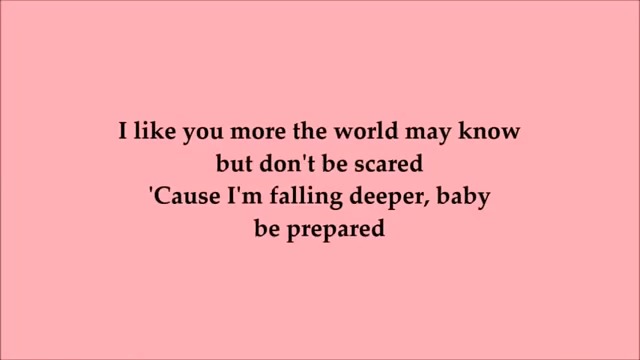 I like you more the world may know
but don't be scared
'Cause I'm falling deeper, baby
be prepared